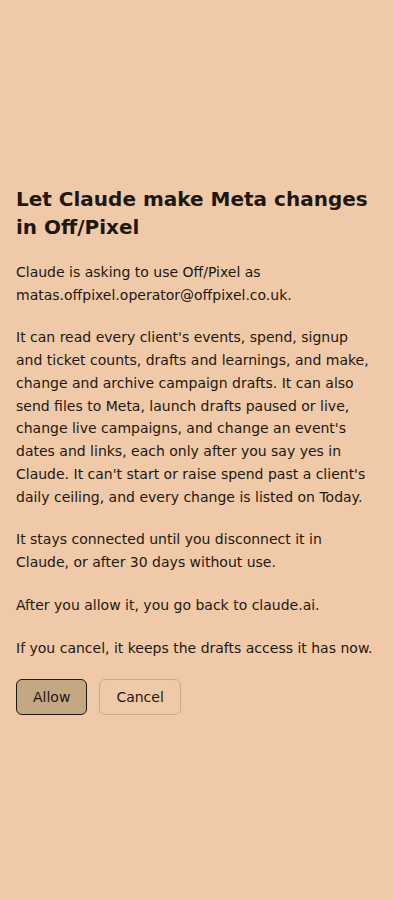 Let Claude make Meta changes
in Off/Pixel
Claude is asking to use Off/Pixel as
matas.offpixel.operator@offpixel.co.uk.
It can read every client's events, spend, signup
and ticket counts, drafts and learnings, and make,
change and archive campaign drafts. It can also
send files to Meta, launch drafts paused or live,
change live campaigns, and change an event's
dates and links, each only after you say yes in
Claude. It can't start or raise spend past a client's
daily ceiling, and every change is listed on Today.
It stays connected until you disconnect it in
Claude, or after 30 days without use.
After you allow it, you go back to claude.ai.
If you cancel, it keeps the drafts access it has now.
Allow
Cancel